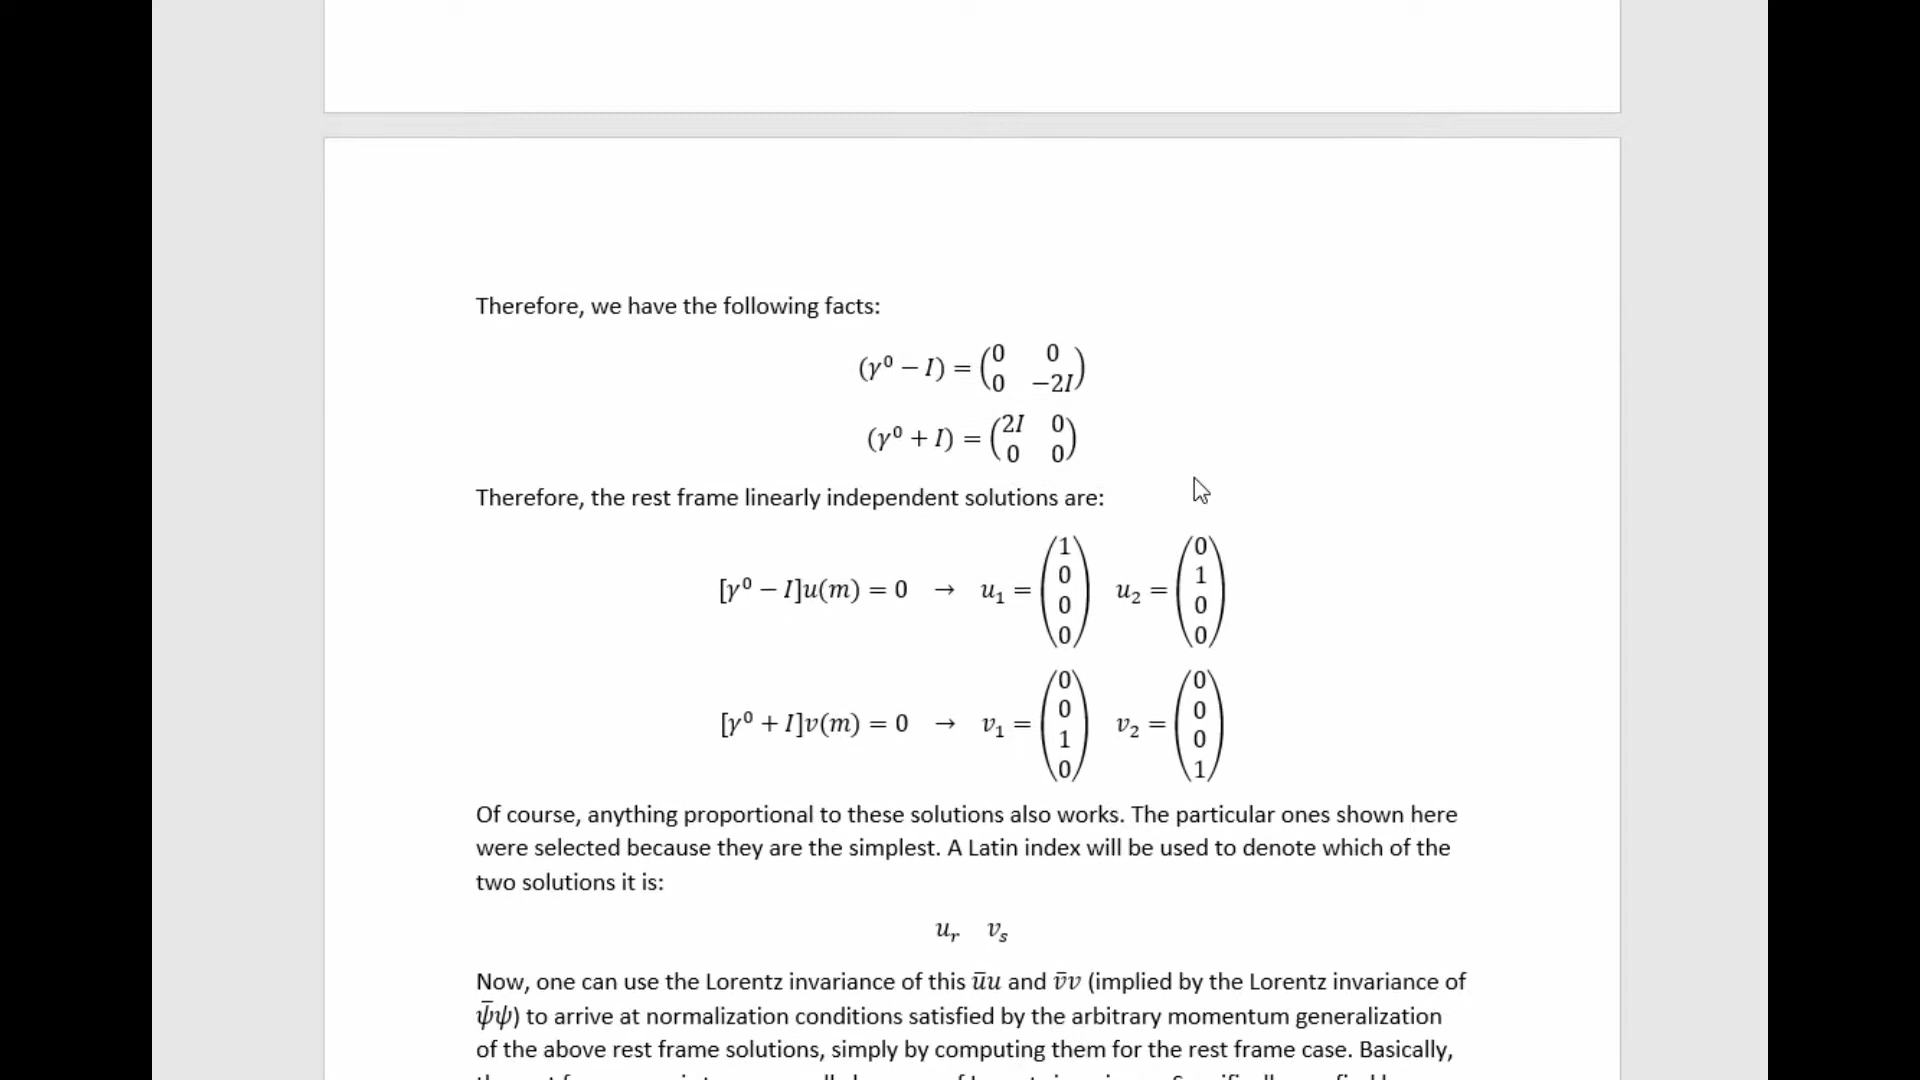 Therefore, we have the following facts:
(γ⁰ − I) = (0 0; 0 −2I)
(γ⁰ + I) = (2I 0; 0 0)
Therefore, the rest frame linearly independent solutions are:
[γ⁰ − I]u(m) = 0 → u₁ = (1 0 0 0) u₂ = (0 1 0 0)
[γ⁰ + I]v(m) = 0 → v₁ = (0 0 1 0) v₂ = (0 0 0 1)
Of course, anything proportional to these solutions also works. The particular ones shown here
were selected because they are the simplest. A Latin index will be used to denote which of the
two solutions it is:
uᵣ vₛ
Now, one can use the Lorentz invariance of this ūu and v̄v (implied by the Lorentz invariance of
ψ̄ψ) to arrive at normalization conditions satisfied by the arbitrary momentum generalization
of the above rest frame solutions, simply by computing them for the rest frame case. Basically,